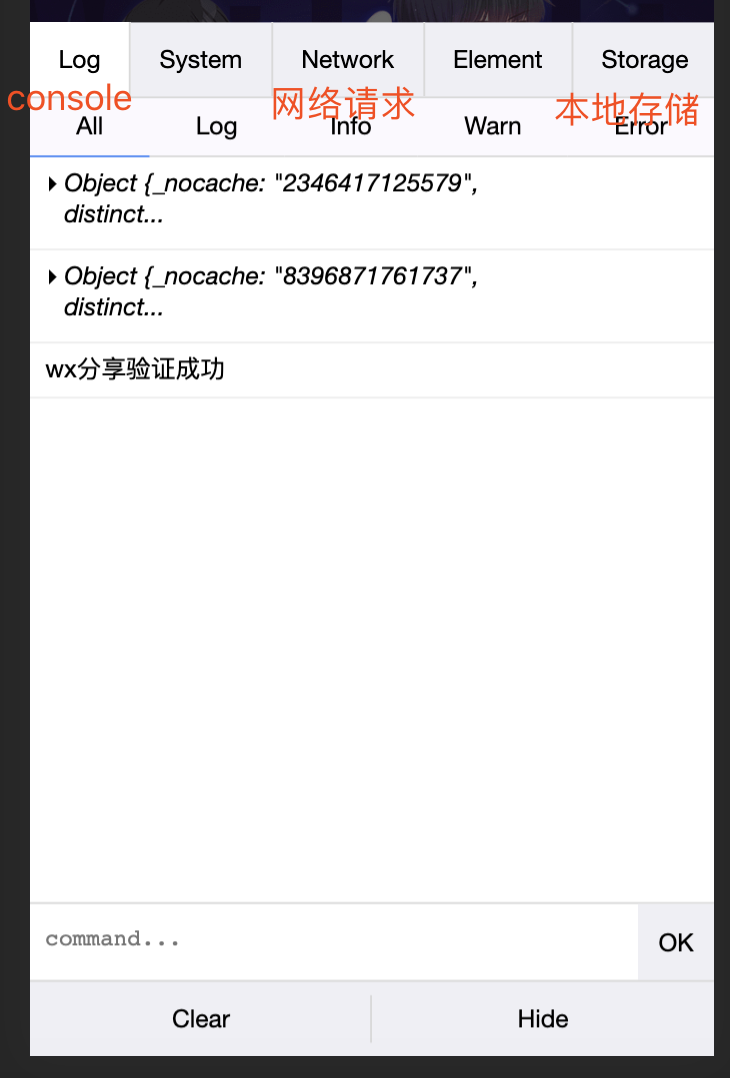 Log System Network Element Storage
console 网络请求 本地存储
All Log Info Warn Error
Object {_nocache: "2346417125579",
distinct...
Object {_nocache: "8396871761737",
distinct...
wx分享验证成功
command...
OK
Clear Hide